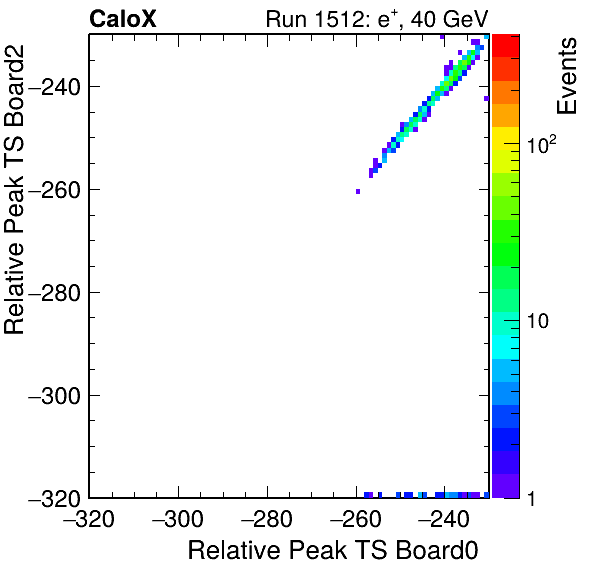 CaloX Run 1512: e⁺, 40 GeV
Relative Peak TS Board2
−240
−260
−280
−300
−320
−320 −300 −280 −260 −240
Relative Peak TS Board0
Events
10²
10
1